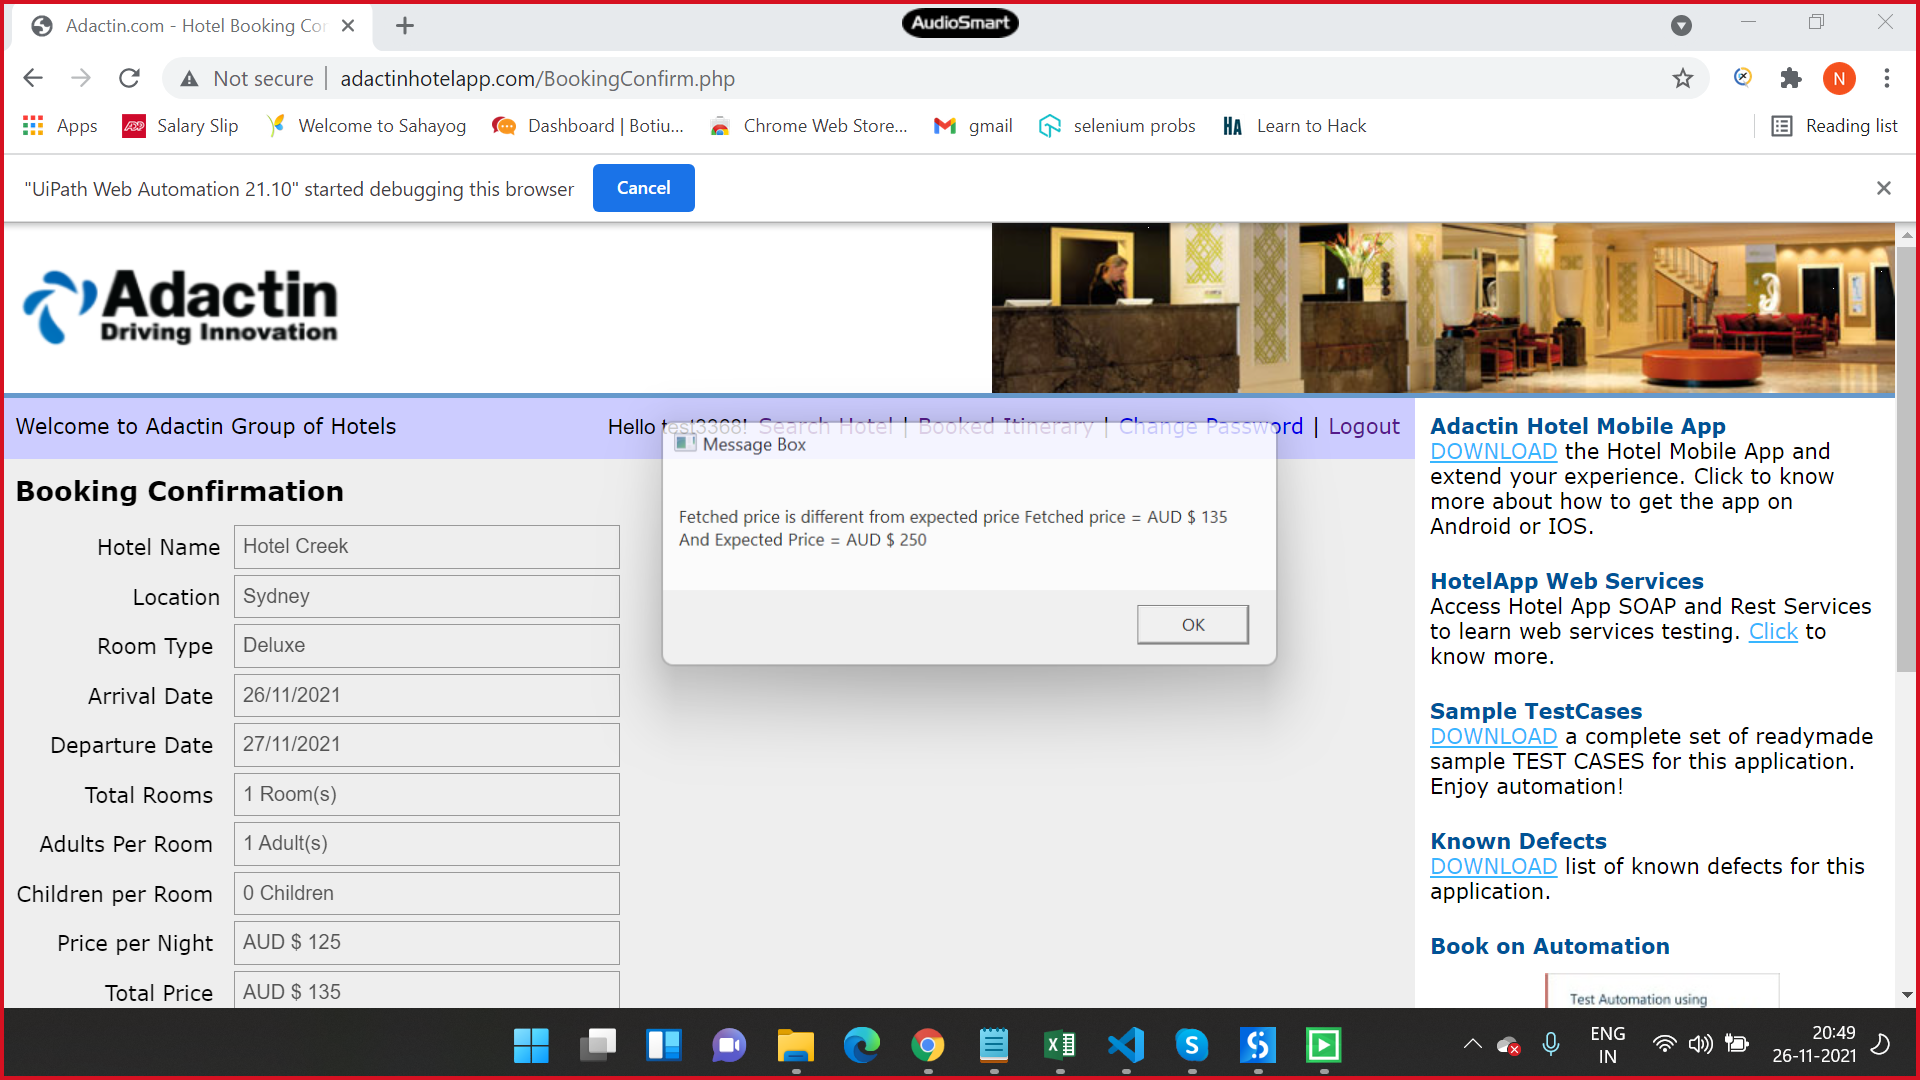 Adactin.com - Hotel Booking Cor
AudioSmart
Not secure | adactinhotelapp.com/BookingConfirm.php
N
Apps
ADP
Salary Slip
Welcome to Sahayog
Dashboard | Botiu...
Chrome Web Store...
gmail
selenium probs
HA
Learn to Hack
Reading list
"UiPath Web Automation 21.10" started debugging this browser
Cancel
Adactin
Driving Innovation
Welcome to Adactin Group of Hotels
Hello test3368! Search Hotel | Booked Itinerary | Change Password | Logout
Message Box
Fetched price is different from expected price Fetched price = AUD $ 135
And Expected Price = AUD $ 250
OK
Booking Confirmation
Hotel Name Hotel Creek
Location Sydney
Room Type Deluxe
Arrival Date 26/11/2021
Departure Date 27/11/2021
Total Rooms 1 Room(s)
Adults Per Room 1 Adult(s)
Children per Room 0 Children
Price per Night AUD $ 125
Total Price AUD $ 135
Adactin Hotel Mobile App
DOWNLOAD the Hotel Mobile App and
extend your experience. Click to know
more about how to get the app on
Android or IOS.
HotelApp Web Services
Access Hotel App SOAP and Rest Services
to learn web services testing. Click to
know more.
Sample TestCases
DOWNLOAD a complete set of readymade
sample TEST CASES for this application.
Enjoy automation!
Known Defects
DOWNLOAD list of known defects for this
application.
Book on Automation
Test Automation using
ENG
IN
20:49
26-11-2021